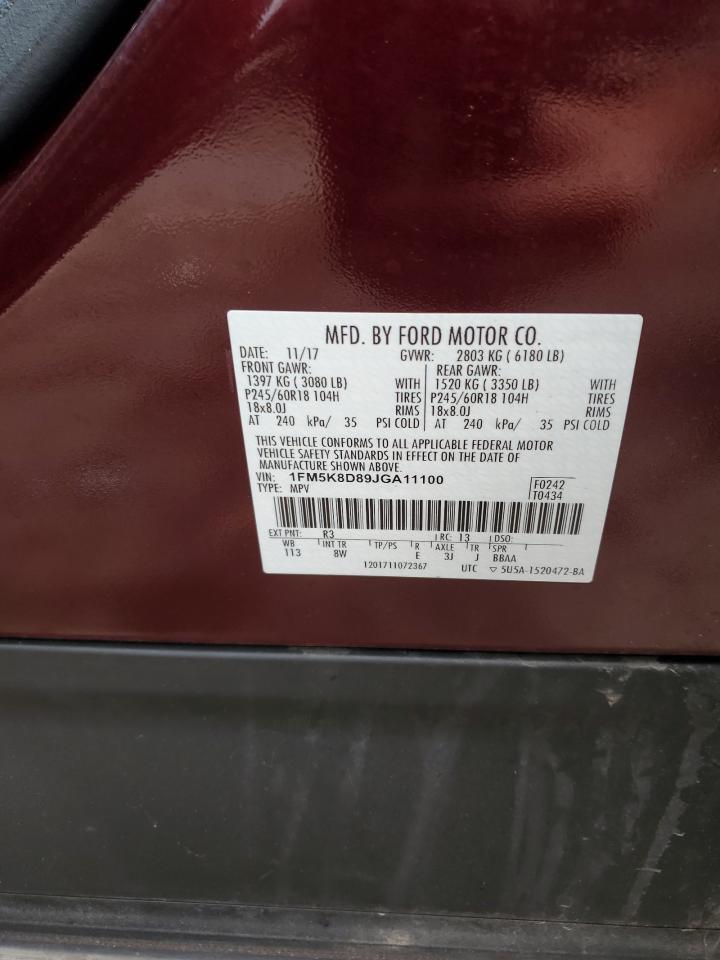 MFD. BY FORD MOTOR CO.
DATE: 11/17 GVWR: 2803 KG ( 6180 LB)
FRONT GAWR: REAR GAWR:
1397 KG ( 3080 LB) WITH 1520 KG ( 3350 LB) WITH
P245/60R18 104H TIRES P245/60R18 104H TIRES
18x8.0J RIMS 18x8.0J RIMS
AT 240 kPa/ 35 PSI COLD AT 240 kPa/ 35 PSI COLD
THIS VEHICLE CONFORMS TO ALL APPLICABLE FEDERAL MOTOR
VEHICLE SAFETY STANDARDS IN EFFECT ON THE DATE OF
MANUFACTURE SHOWN ABOVE.
VIN: 1FM5K8D89JGA11100 F0242
TYPE: MPV T0434
EXT PNT: R3 RC: 13 DSO:
WB INT TR TP/PS R AXLE TR SPR
113 8W E 3J J BBAA
1201711072367 UTC ▽ 5U5A-1520472-BA